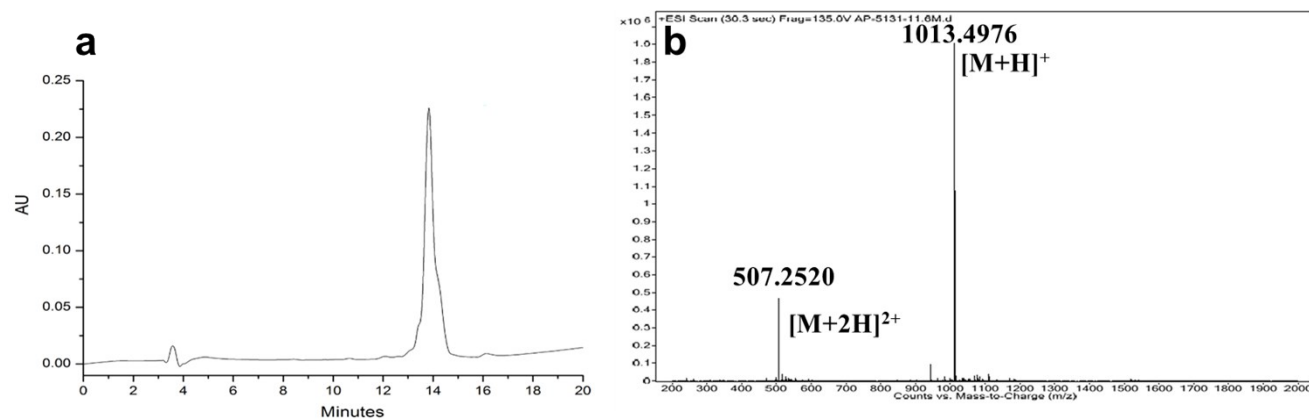 a
0.25
0.20
0.15
0.10
0.05
0.00
AU
0 2 4 6 8 10 12 14 16 18 20
Minutes
b
x10 6
+ESI Scan (30.3 sec) Frag=135.0V AP-5131-11.6M.d
1013.4976
[M+H]+
1.9
1.8
1.7
1.6
1.5
1.4
1.3
1.2
1.1
1
0.9
0.8
0.7
0.6
0.5
0.4
0.3
0.2
0.1
0
507.2520
[M+2H]2+
200 300 400 500 600 700 800 900 1000 1100 1200 1300 1400 1500 1600 1700 1800 1900 2000
Counts vs. Mass-to-Charge (m/z)